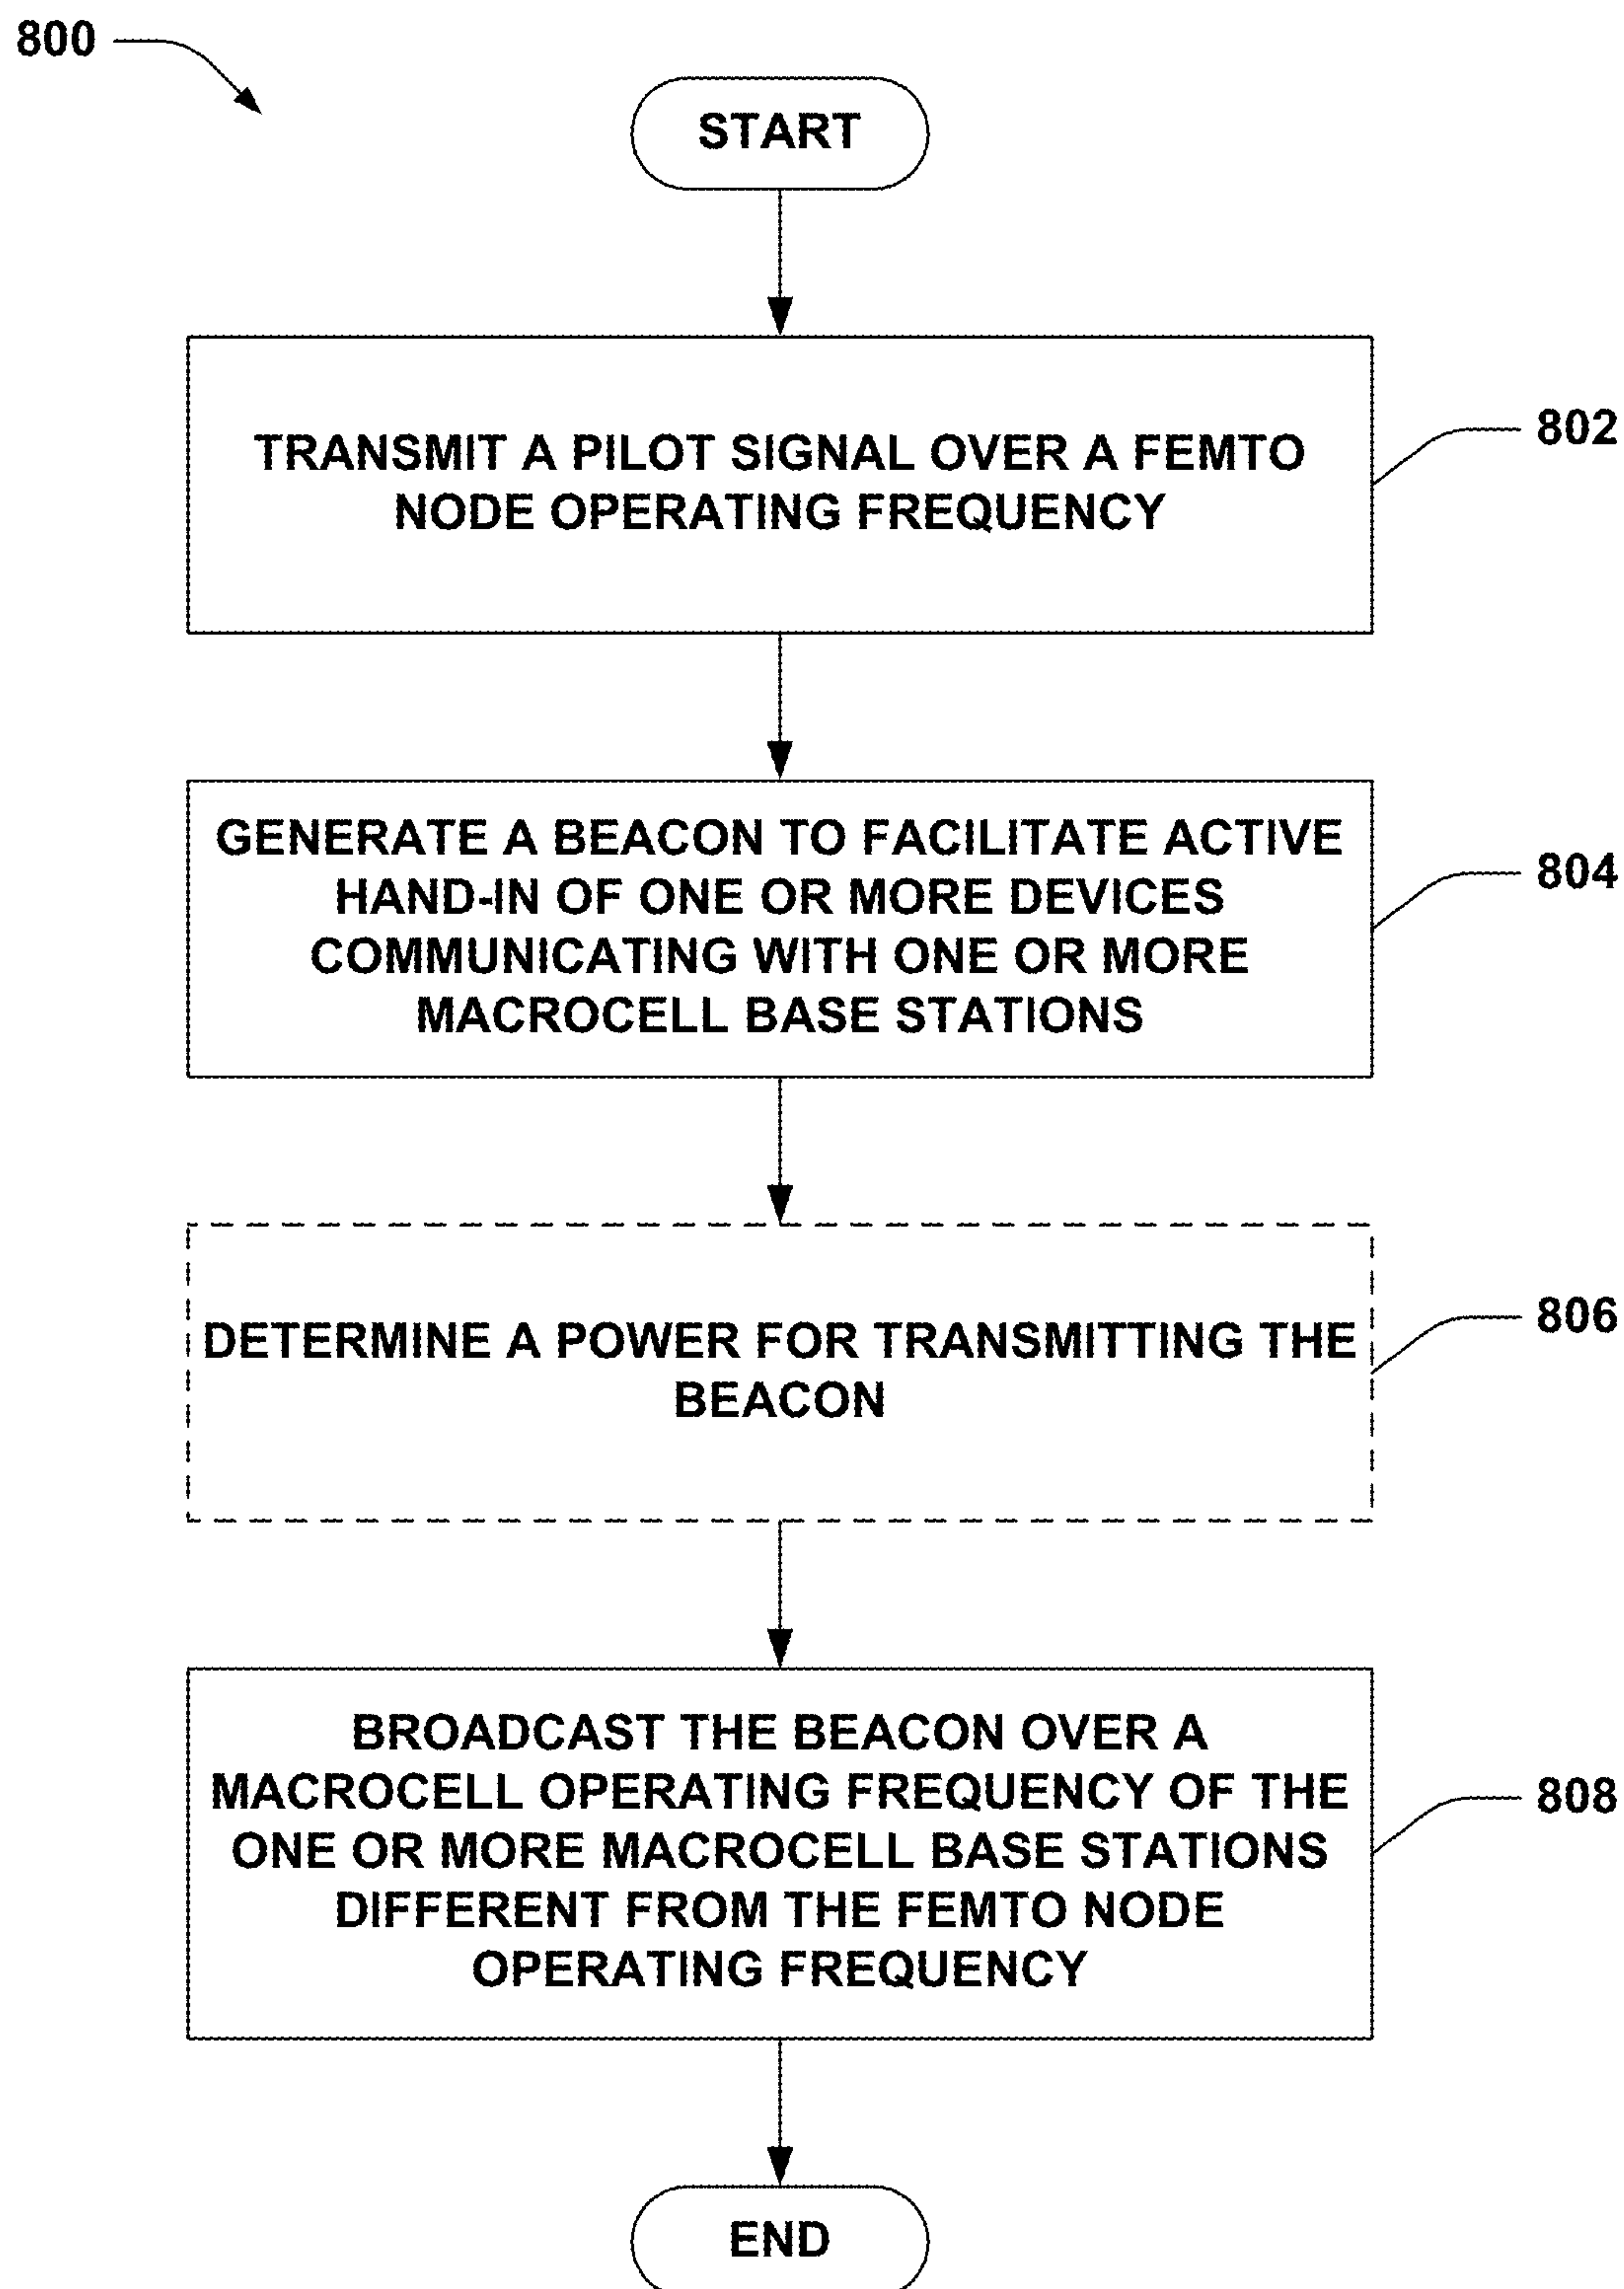 800
START
TRANSMIT A PILOT SIGNAL OVER A FEMTO
NODE OPERATING FREQUENCY
802
GENERATE A BEACON TO FACILITATE ACTIVE
HAND-IN OF ONE OR MORE DEVICES
COMMUNICATING WITH ONE OR MORE
MACROCELL BASE STATIONS
804
DETERMINE A POWER FOR TRANSMITTING THE
BEACON
806
BROADCAST THE BEACON OVER A
MACROCELL OPERATING FREQUENCY OF THE
ONE OR MORE MACROCELL BASE STATIONS
DIFFERENT FROM THE FEMTO NODE
OPERATING FREQUENCY
808
END